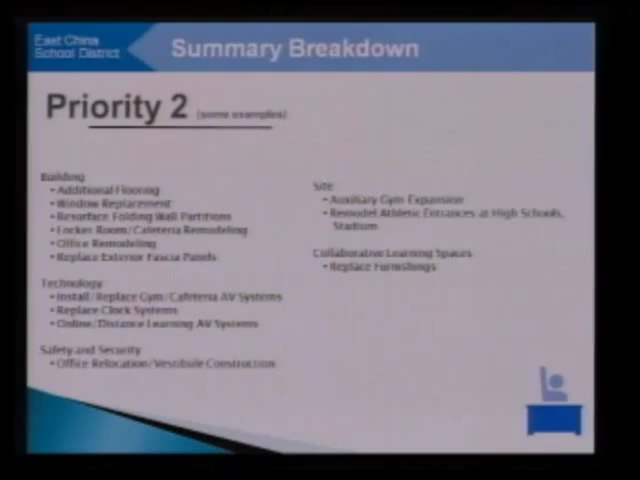 East China
School District
Summary Breakdown
Priority 2 (some examples)
Building
• Additional Flooring
• Window Replacement
• Resurface Folding Wall Partitions
• Locker Room/Cafeteria Remodeling
• Office Remodeling
• Replace Exterior Fascia Panels
Technology
• Install/Replace Gym/Cafeteria AV Systems
• Replace Clock Systems
• Online/Distance Learning AV Systems
Safety and Security
• Office Relocation/Vestibule Construction
Site
• Auxiliary Gym Expansion
• Remodel Athletic Entrances at High Schools,
Stadium
Collaborative Learning Spaces
• Replace Furnishings